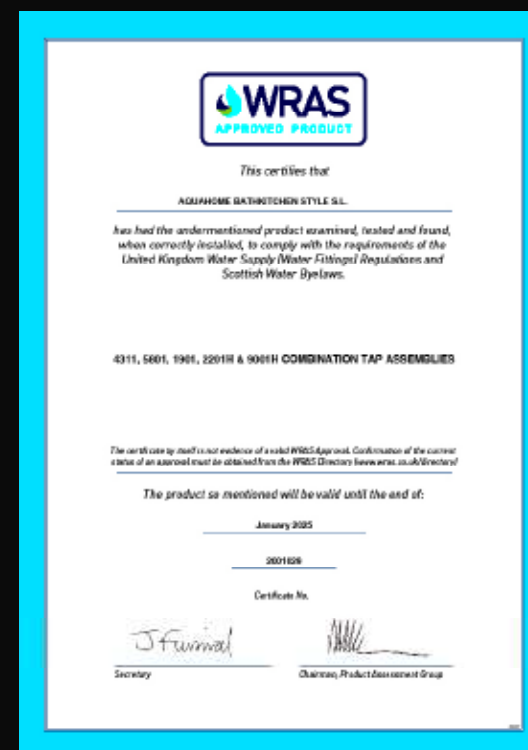 WRAS
APPROVED PRODUCT
This certifies that
AQUAHOME BATHKITCHEN STYLE S.L.
has had the undermentioned product examined, tested and found,
when correctly installed, to comply with the requirements of the
United Kingdom Water Supply (Water Fittings) Regulations and
Scottish Water Byelaws.
4311, 5801, 1901, 2201H & 9001H COMBINATION TAP ASSEMBLIES
The certificate by itself is not evidence of a valid WRAS Approval. Confirmation of the current
status of an approval must be obtained from the WRAS Directory (www.wras.co.uk/directory)
The product so mentioned will be valid until the end of:
January 2025
2001029
Certificate No.
J Furnival
Secretary
Chairman, Product Assessment Group